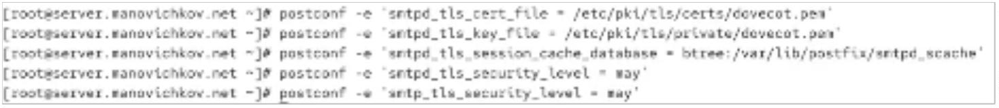 [root@server.manovichkov.net ~]# postconf -e 'smtpd_tls_cert_file = /etc/pki/tls/certs/dovecot.pem'
[root@server.manovichkov.net ~]# postconf -e 'smtpd_tls_key_file = /etc/pki/tls/private/dovecot.pem'
[root@server.manovichkov.net ~]# postconf -e 'smtpd_tls_session_cache_database = btree:/var/lib/postfix/smtpd_scache'
[root@server.manovichkov.net ~]# postconf -e 'smtpd_tls_security_level = may'
[root@server.manovichkov.net ~]# postconf -e 'smtp_tls_security_level = may'